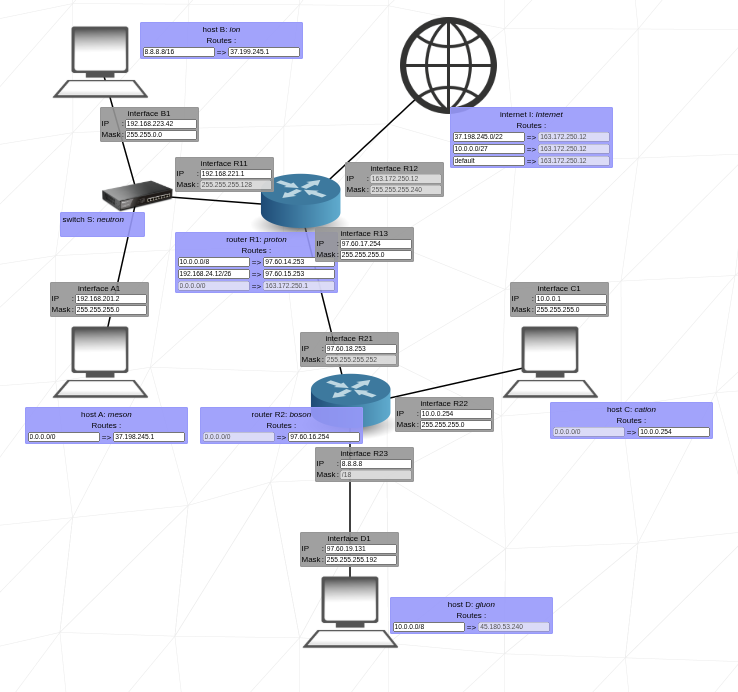 host B: ion
Routes :
8.8.8.8/16 => 37.199.245.1
interface B1
IP : 192.168.223.42
Mask : 255.255.0.0
internet I: Internet
Routes :
37.198.245.0/22 => 163.172.250.12
10.0.0.0/27 => 163.172.250.12
default => 163.172.250.12
interface R11
IP : 192.168.221.1
Mask : 255.255.255.128
interface R12
IP : 163.172.250.12
Mask : 255.255.255.240
switch S: neutron
interface R13
IP : 97.60.17.254
Mask : 255.255.255.0
router R1: proton
Routes :
10.0.0.0/8 => 97.60.14.253
192.168.24.12/26 => 97.60.15.253
0.0.0.0/0 => 163.172.250.1
interface A1
IP : 192.168.201.2
Mask : 255.255.255.0
interface C1
IP : 10.0.0.1
Mask : 255.255.255.0
interface R21
IP : 97.60.18.253
Mask : 255.255.255.252
interface R22
IP : 10.0.0.254
Mask : 255.255.255.0
host A: meson
Routes :
0.0.0.0/0 => 37.198.245.1
router R2: boson
Routes :
0.0.0.0/0 => 97.60.16.254
host C: cation
Routes :
0.0.0.0/0 => 10.0.0.254
interface R23
IP : 8.8.8.8
Mask : /18
interface D1
IP : 97.60.19.131
Mask : 255.255.255.192
host D: gluon
Routes :
10.0.0.0/8 => 45.180.53.240